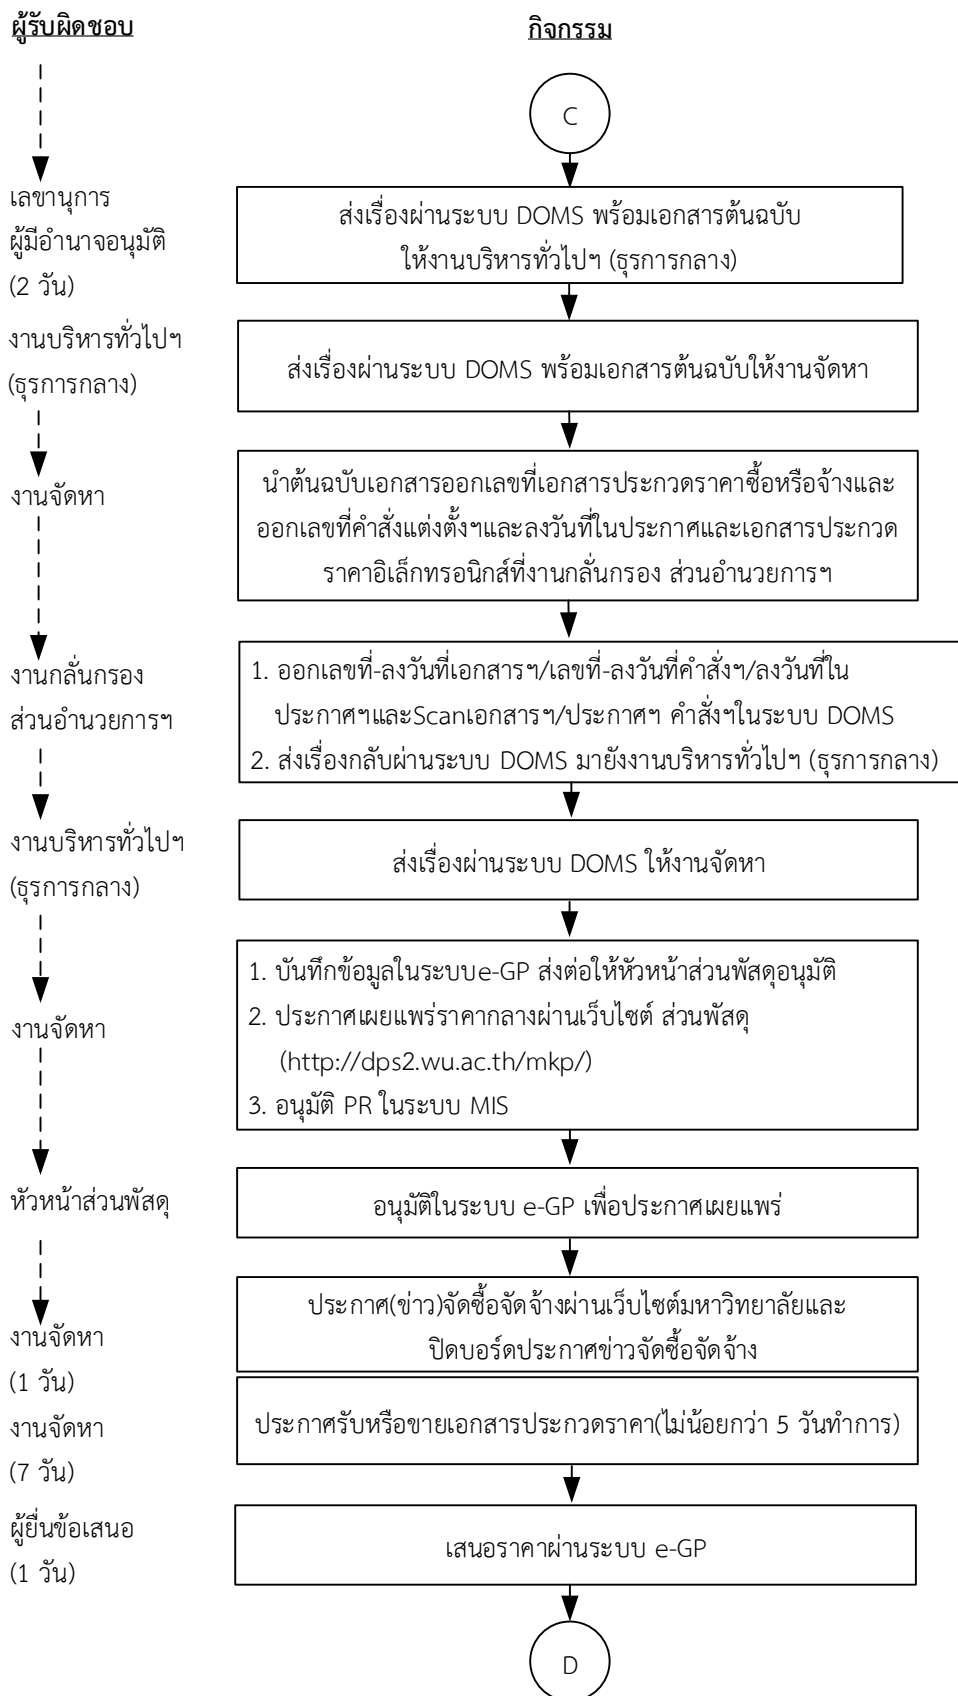 ผู้รับผิดชอบ
กิจกรรม
C
เลขานุการ
ผู้มีอำนาจอนุมัติ
(2 วัน)
ส่งเรื่องผ่านระบบ DOMS พร้อมเอกสารต้นฉบับ
ให้งานบริหารทั่วไปฯ (ธุรการกลาง)
งานบริหารทั่วไปฯ
(ธุรการกลาง)
ส่งเรื่องผ่านระบบ DOMS พร้อมเอกสารต้นฉบับให้งานจัดหา
งานจัดหา
นำต้นฉบับเอกสารออกเลขที่เอกสารประกวดราคาซื้อหรือจ้างและ
ออกเลขที่คำสั่งแต่งตั้งฯและลงวันที่ในประกาศและเอกสารประกวด
ราคาอิเล็กทรอนิกส์ที่งานกลั่นกรอง ส่วนอำนวยการฯ
งานกลั่นกรอง
ส่วนอำนวยการฯ
1. ออกเลขที่-ลงวันที่เอกสารฯ/เลขที่-ลงวันที่คำสั่งฯ/ลงวันที่ใน
ประกาศฯและScanเอกสารฯ/ประกาศฯ คำสั่งฯในระบบ DOMS
2. ส่งเรื่องกลับผ่านระบบ DOMS มายังงานบริหารทั่วไปฯ (ธุรการกลาง)
งานบริหารทั่วไปฯ
(ธุรการกลาง)
ส่งเรื่องผ่านระบบ DOMS ให้งานจัดหา
งานจัดหา
1. บันทึกข้อมูลในระบบe-GP ส่งต่อให้หัวหน้าส่วนพัสดุอนุมัติ
2. ประกาศเผยแพร่ราคากลางผ่านเว็บไซต์ ส่วนพัสดุ
(http://dps2.wu.ac.th/mkp/)
3. อนุมัติ PR ในระบบ MIS
หัวหน้าส่วนพัสดุ
อนุมัติในระบบ e-GP เพื่อประกาศเผยแพร่
งานจัดหา
(1 วัน)
ประกาศ(ข่าว)จัดซื้อจัดจ้างผ่านเว็บไซต์มหาวิทยาลัยและ
ปิดบอร์ดประกาศข่าวจัดซื้อจัดจ้าง
งานจัดหา
(7 วัน)
ประกาศรับหรือขายเอกสารประกวดราคา(ไม่น้อยกว่า 5 วันทำการ)
ผู้ยื่นข้อเสนอ
(1 วัน)
เสนอราคาผ่านระบบ e-GP
D